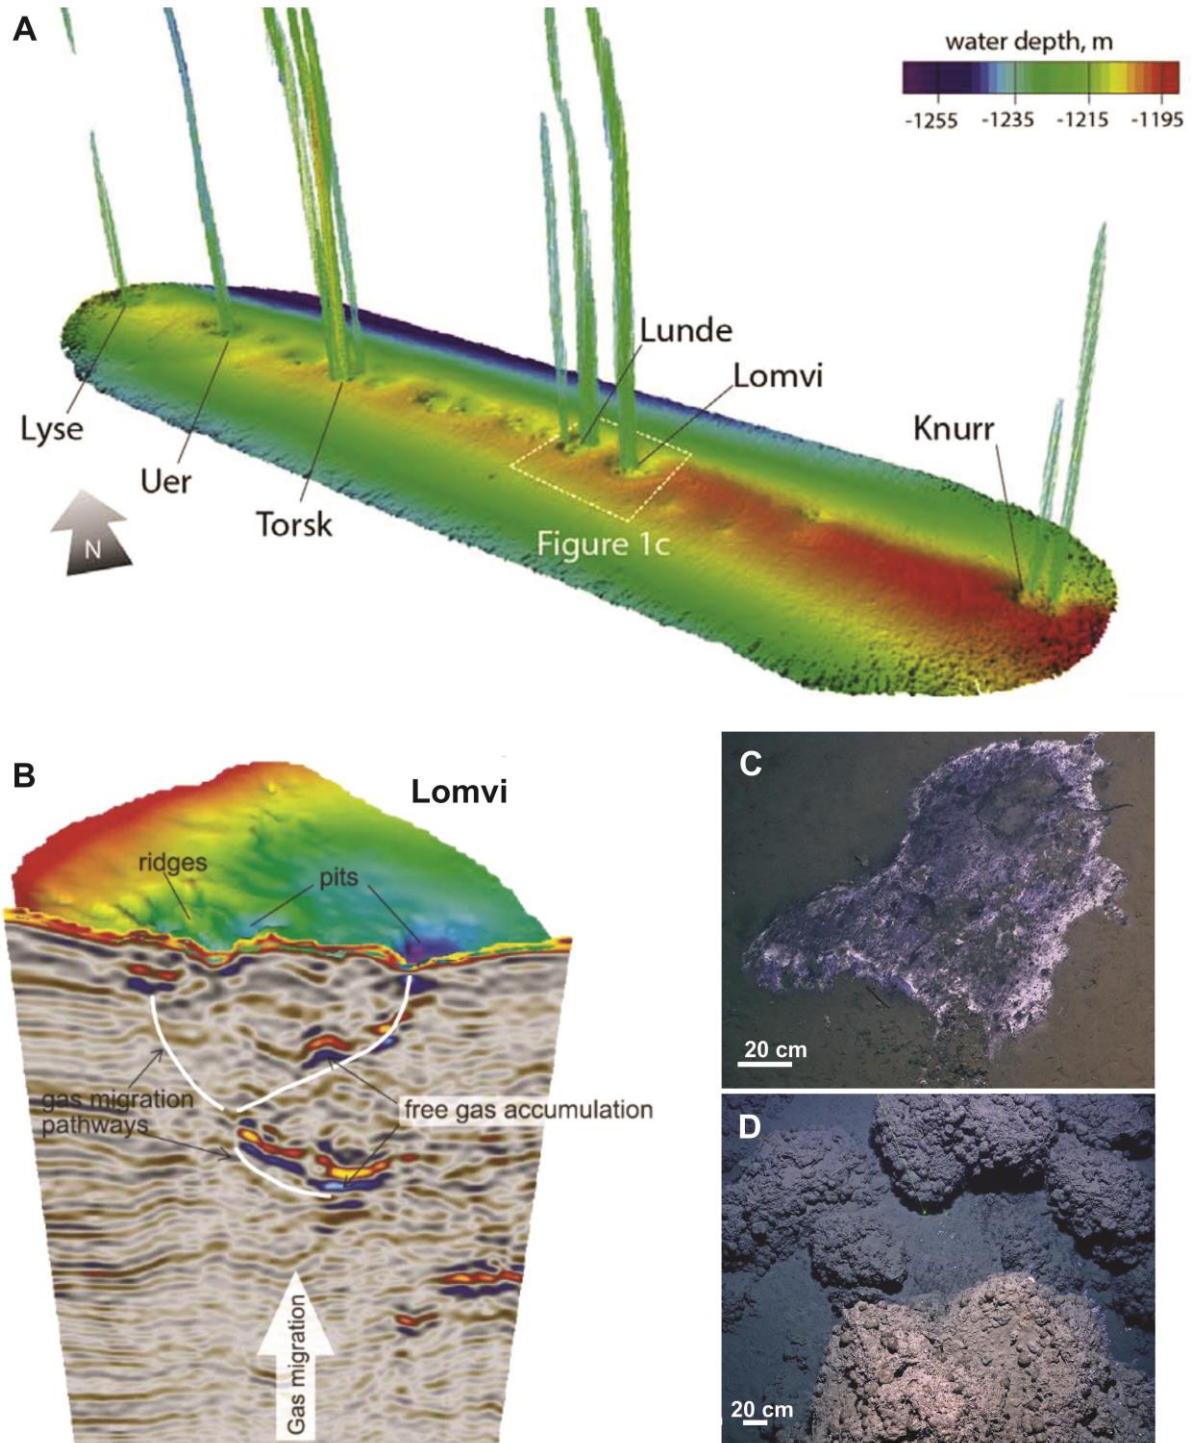 A
water depth, m
-1255 -1235 -1215 -1195
Lunde
Lomvi
Knurr
Lyse
Uer
Torsk
N
Figure 1c
B
Lomvi
ridges
pits
gas migration
pathways
free gas accumulation
Gas migration
C
20 cm
D
20 cm